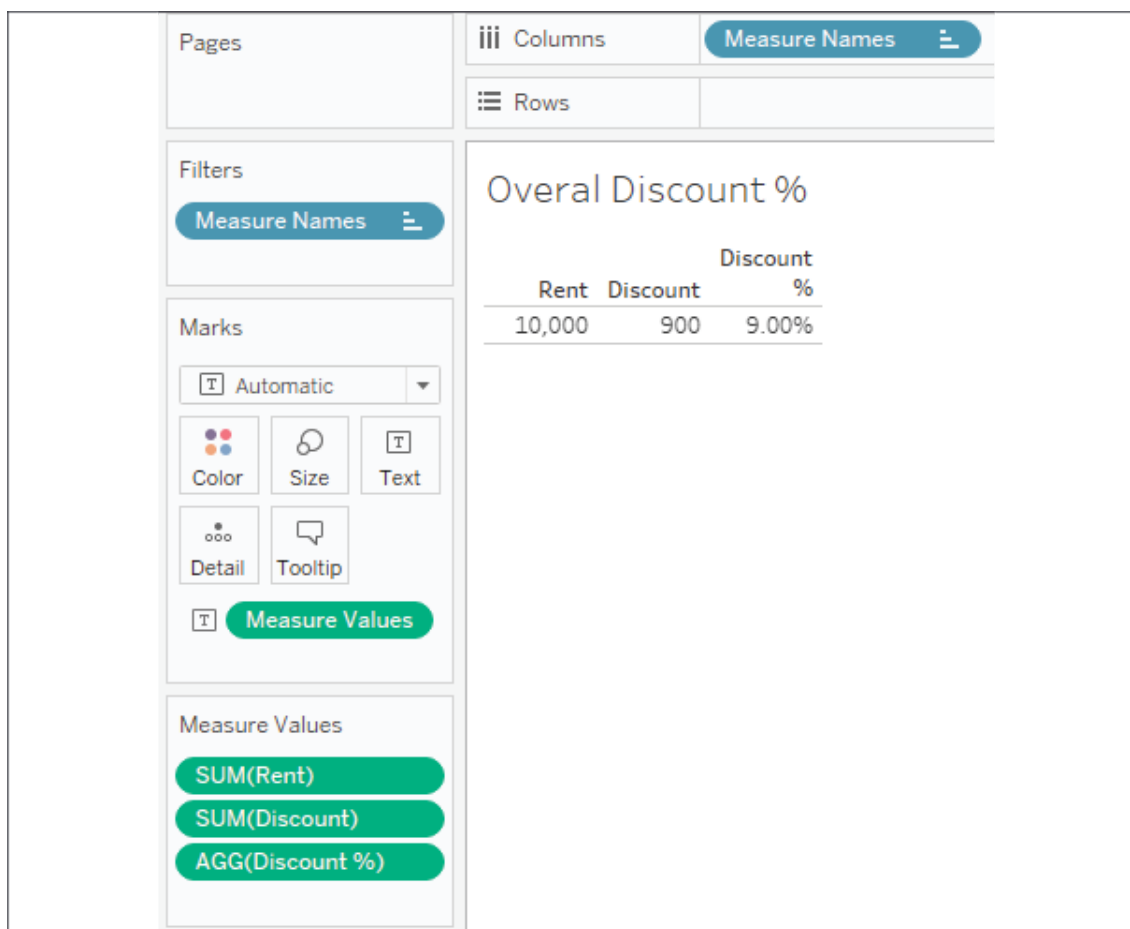 Pages
Columns
Measure Names
Rows
Filters
Measure Names
Overal Discount %
Discount
Rent Discount %
10,000 900 9.00%
Marks
T Automatic
Color Size T Text
Detail Tooltip
T Measure Values
Measure Values
SUM(Rent)
SUM(Discount)
AGG(Discount %)